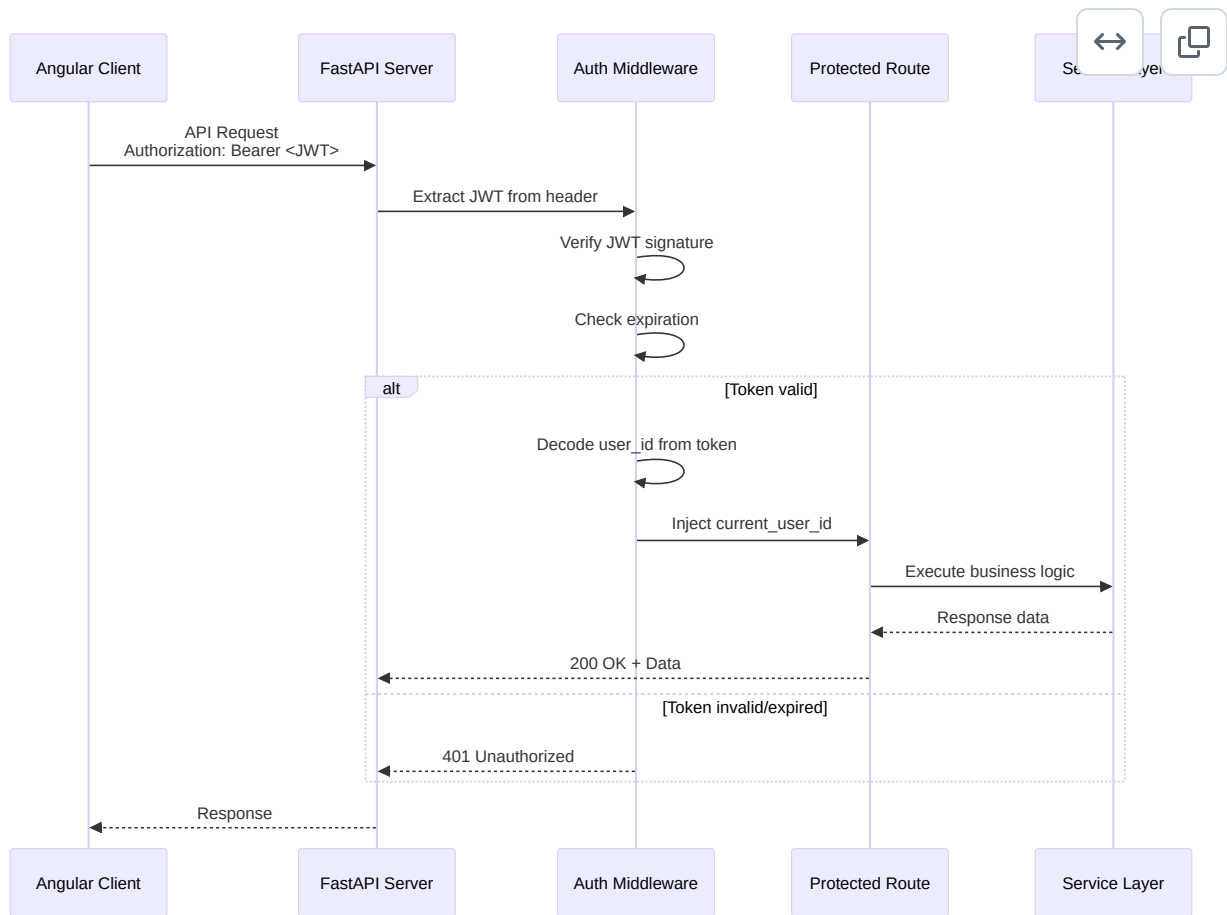 Angular Client
FastAPI Server
Auth Middleware
Protected Route
API Request
Authorization: Bearer <JWT>
Extract JWT from header
Verify JWT signature
Check expiration
alt
[Token valid]
Decode user_id from token
Inject current_user_id
Execute business logic
Response data
200 OK + Data
[Token invalid/expired]
401 Unauthorized
Response
Angular Client
FastAPI Server
Auth Middleware
Protected Route
Service Layer